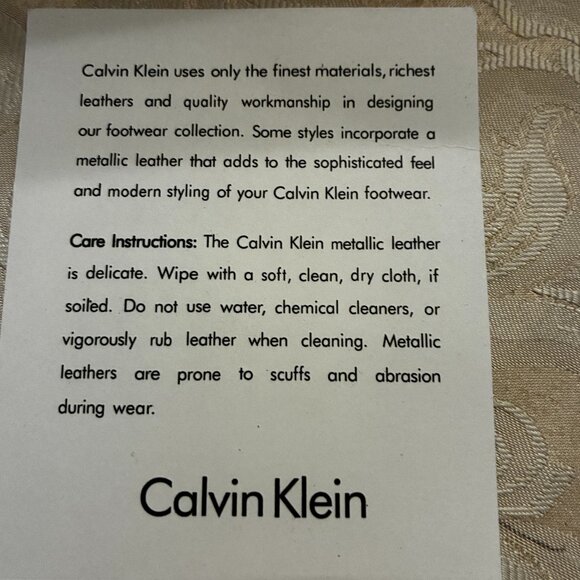 Calvin Klein uses only the finest materials, richest
leathers and quality workmanship in designing
our footwear collection. Some styles incorporate a
metallic leather that adds to the sophisticated feel
and modern styling of your Calvin Klein footwear.
Care Instructions: The Calvin Klein metallic leather
is delicate. Wipe with a soft, clean, dry cloth, if
soiled. Do not use water, chemical cleaners, or
vigorously rub leather when cleaning. Metallic
leathers are prone to scuffs and abrasion
during wear.
Calvin Klein